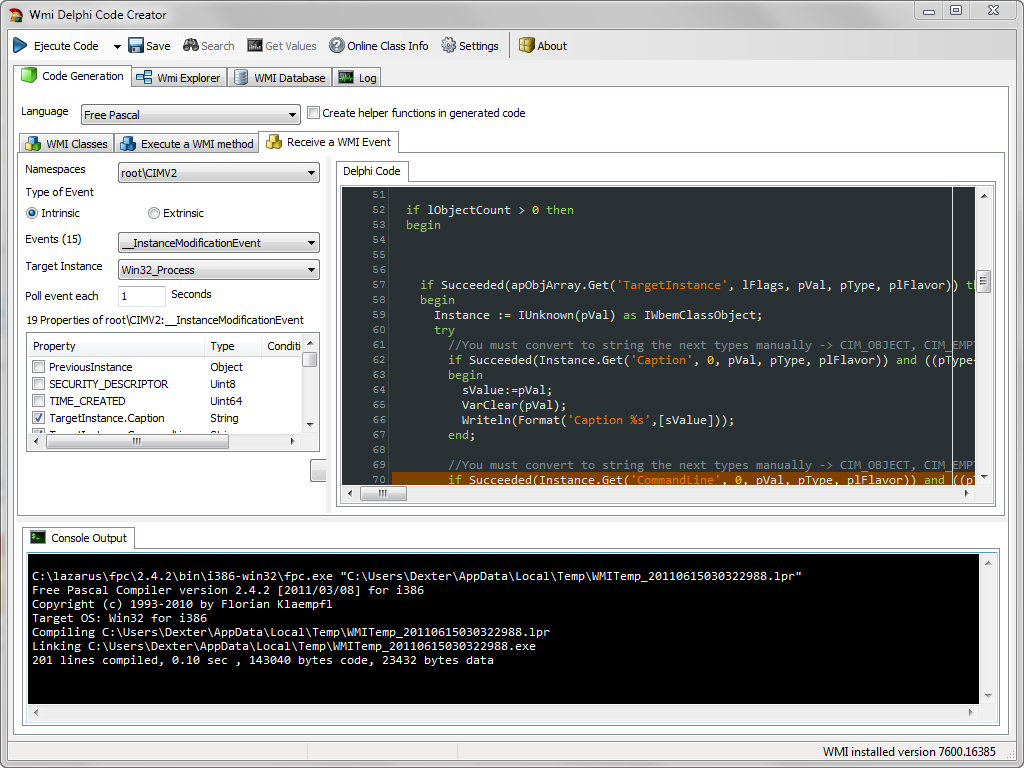 Wmi Delphi Code Creator
Ejecute Code Save Search Get Values Online Class Info Settings About
Code Generation Wmi Explorer WMI Database Log
Language Free Pascal Create helper functions in generated code
WMI Classes Execute a WMI method Receive a WMI Event
Namespaces root\CIMV2
Type of Event
Intrinsic Extrinsic
Events (15) __InstanceModificationEvent
Target Instance Win32_Process
Poll event each 1 Seconds
19 Properties of root\CIMV2:__InstanceModificationEvent
Property Type Conditi
PreviousInstance Object
SECURITY_DESCRIPTOR Uint8
TIME_CREATED Uint64
TargetInstance.Caption String
Delphi Code
51
52 if lObjectCount > 0 then
53 begin
54
55
56
57 if Succeeded(apObjArray.Get('TargetInstance', lFlags, pVal, pType, plFlavor)) th
58 begin
59 Instance := IUnknown(pVal) as IWbemClassObject;
60 try
61 //You must convert to string the next types manually -> CIM_OBJECT, CIM_EMPT
62 if Succeeded(Instance.Get('Caption', 0, pVal, pType, plFlavor)) and ((pType-
63 begin
64 sValue:=pVal;
65 VarClear(pVal);
66 Writeln(Format('Caption %s',[sValue]));
67 end;
68
69 //You must convert to string the next types manually -> CIM_OBJECT, CIM_EMPT
70 if Succeeded(Instance.Get('CommandLine', 0, pVal, pType, plFlavor)) and ((pT
Console Output
C:\lazarus\fpc\2.4.2\bin\i386-win32\fpc.exe "C:\Users\Dexter\AppData\Local\Temp\WMITemp_20110615030322988.lpr"
Free Pascal Compiler version 2.4.2 [2011/03/08] for i386
Copyright (c) 1993-2010 by Florian Klaempfl
Target OS: Win32 for i386
Compiling C:\Users\Dexter\AppData\Local\Temp\WMITemp_20110615030322988.lpr
Linking C:\Users\Dexter\AppData\Local\Temp\WMITemp_20110615030322988.exe
201 lines compiled, 0.10 sec , 143040 bytes code, 23432 bytes data
WMI installed version 7600.16385